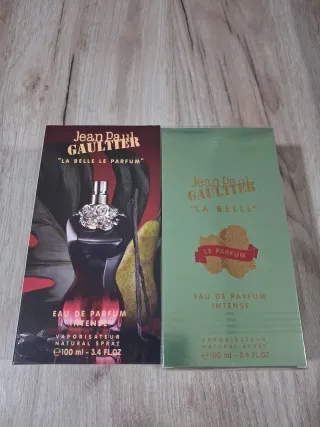 Jean Paul
GAULTIER
"LA BELLE LE PARFUM"
EAU DE PARFUM
INTENSE
VAPORISATEUR
NATURAL SPRAY
℮100 ml - 3.4 FL.OZ
Jean Paul
GAULTIER
"LA BELLE"
LE PARFUM
EAU DE PARFUM
INTENSE
VAPORISATEUR
NATURAL SPRAY
℮100 ml - 3.4 FL.OZ